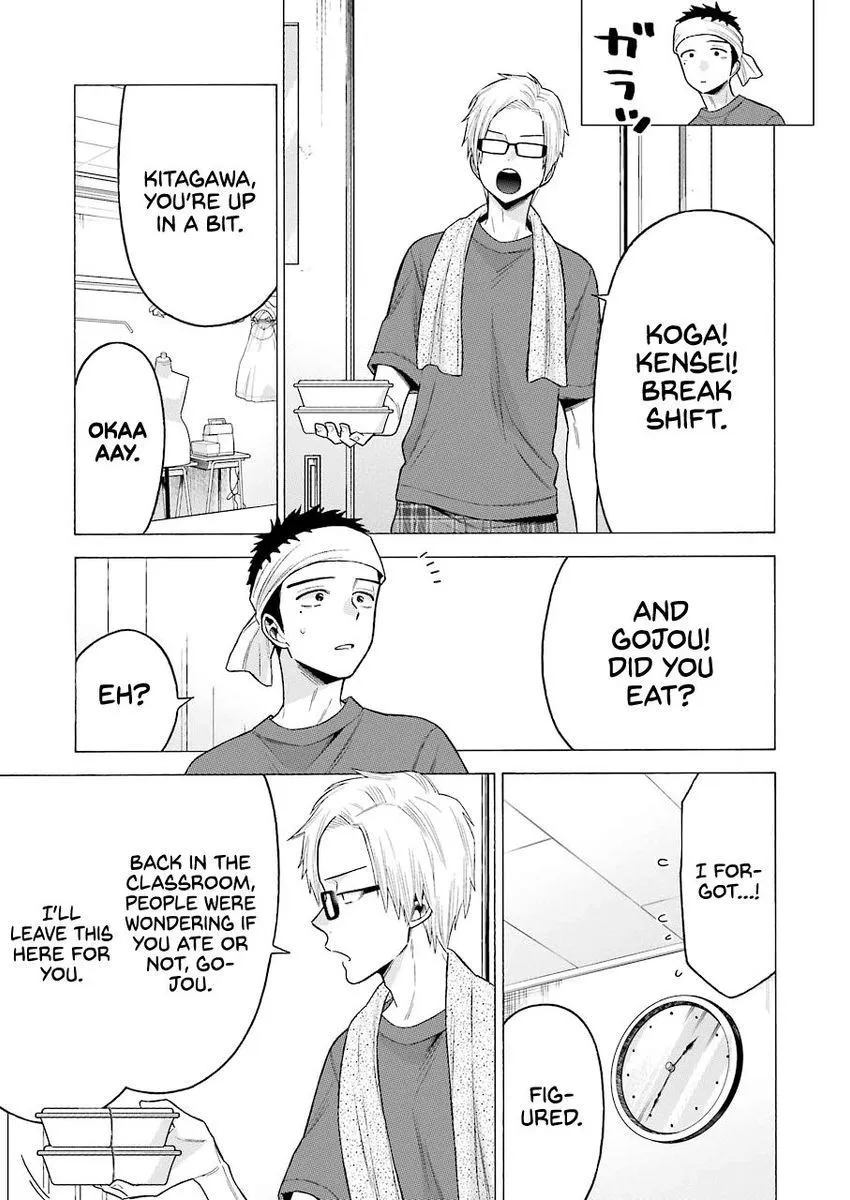 ガラッ
KOGA!
KENSEI!
BREAK
SHIFT.
KITAGAWA,
YOU'RE UP
IN A BIT.
OKAA
AAY.
AND
GOJOU!
DID YOU
EAT?
EH?
I FOR-
GOT...!
FIG-
URED.
BACK IN THE
CLASSROOM,
PEOPLE WERE
WONDERING IF
YOU ATE OR
NOT, GO-
JOU.
I'LL
LEAVE THIS
HERE FOR
YOU.